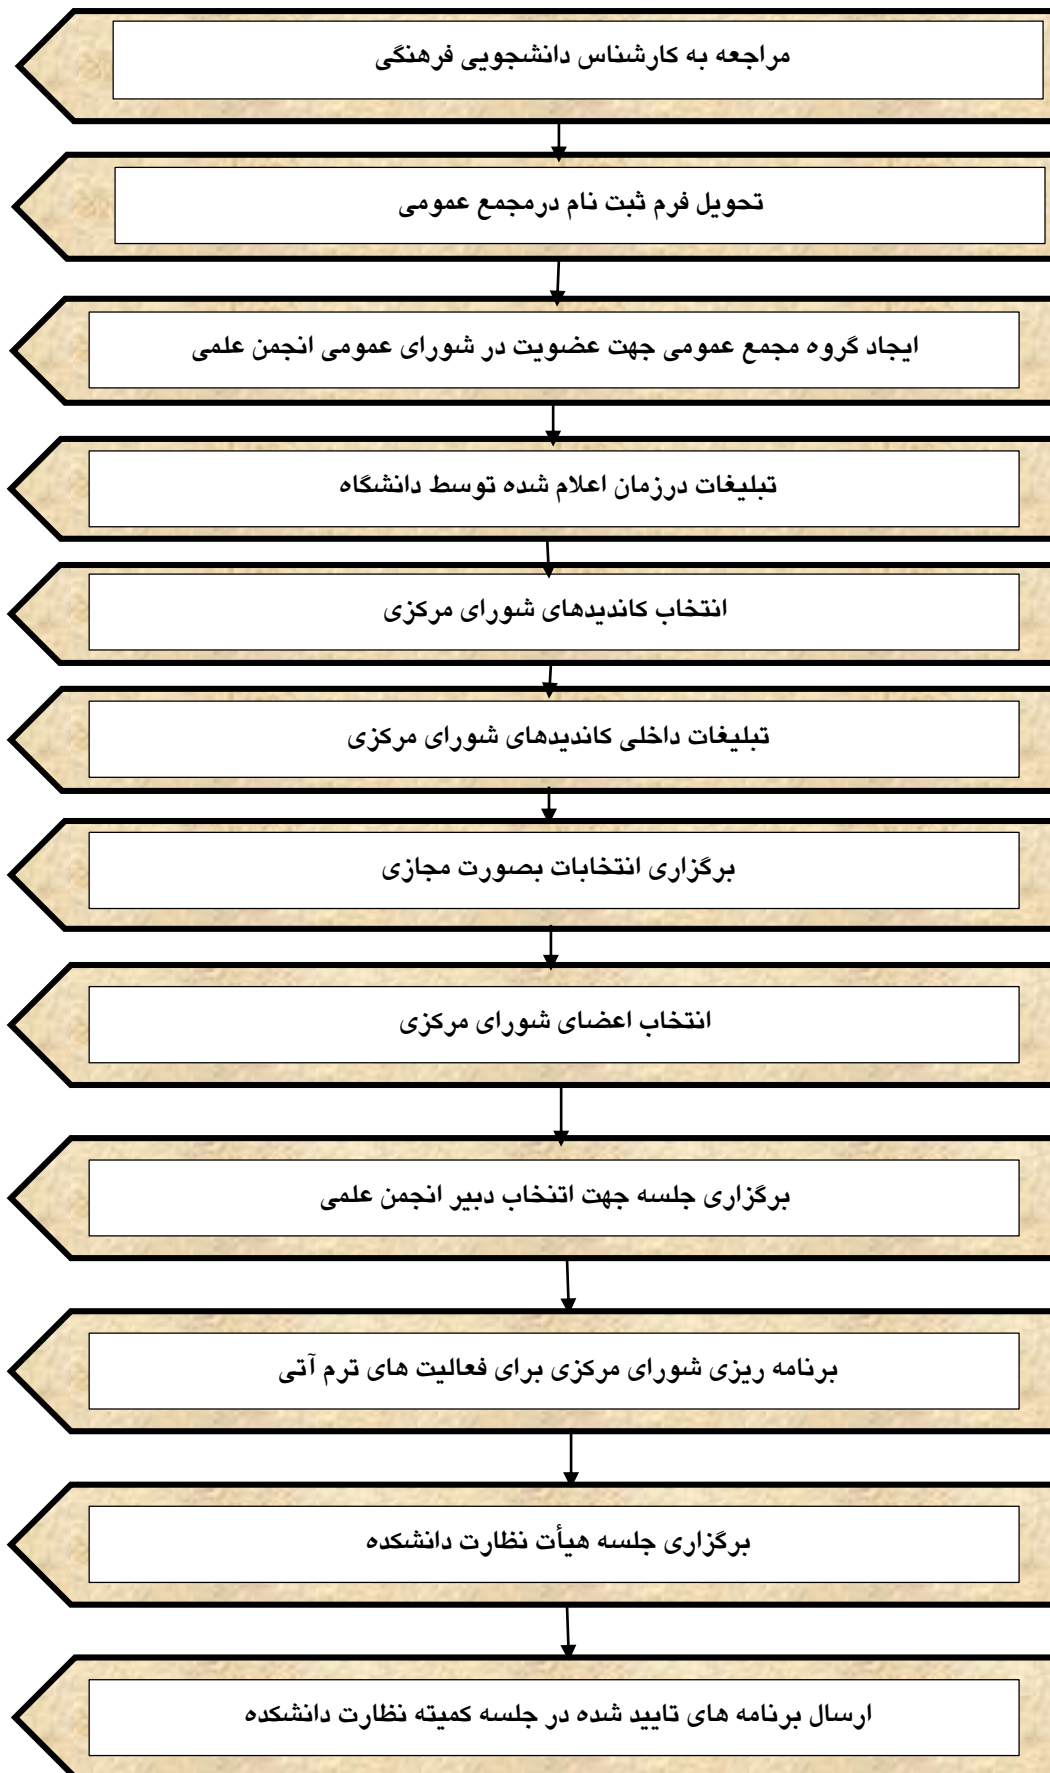 مراجعه به کارشناس دانشجویی فرهنگی
تحویل فرم ثبت نام درمجمع عمومی
ایجاد گروه مجمع عمومی جهت عضویت در شورای عمومی انجمن علمی
تبلیغات درزمان اعلام شده توسط دانشگاه
انتخاب کاندیدهای شورای مرکزی
تبلیغات داخلی کاندیدهای شورای مرکزی
برگزاری انتخابات بصورت مجازی
انتخاب اعضای شورای مرکزی
برگزاری جلسه جهت اتنخاب دبیر انجمن علمی
برنامه ریزی شورای مرکزی برای فعالیت های ترم آتی
برگزاری جلسه هیأت نظارت دانشکده
ارسال برنامه های تایید شده در جلسه کمیته نظارت دانشکده